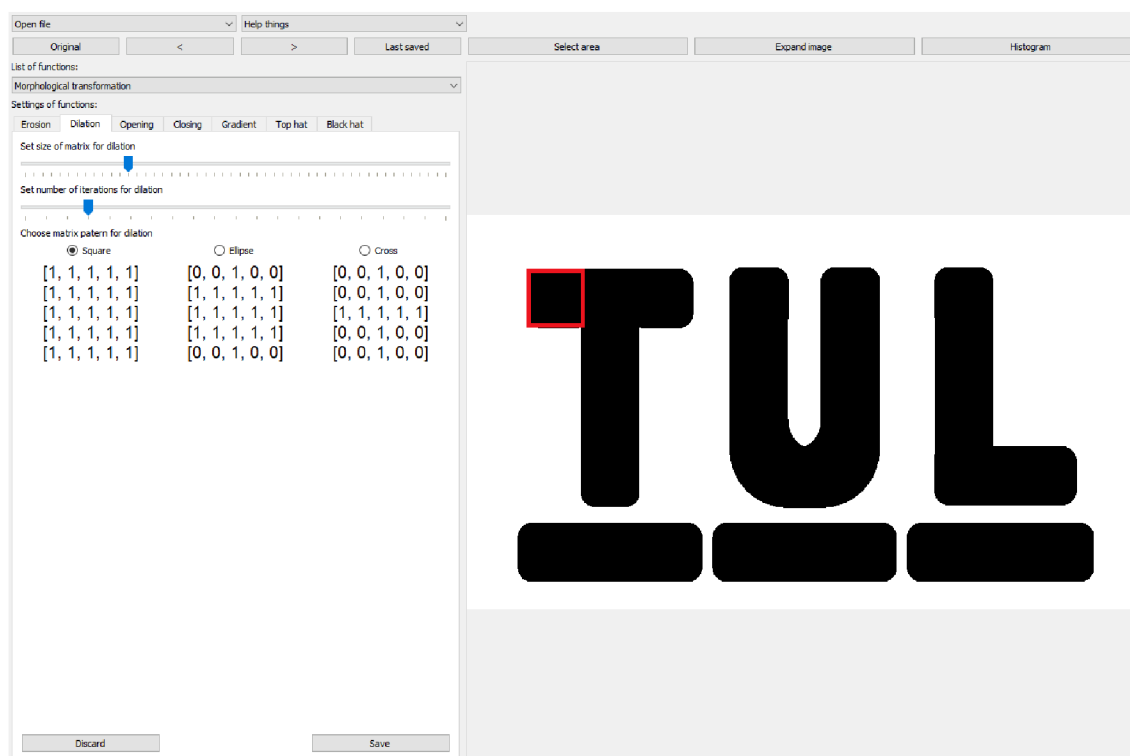 Open file Help things
Original < > Last saved Select area Expand image Histogram
List of functions:
Morphological transformation
Settings of functions:
Erosion Dilation Opening Closing Gradient Top hat Black hat
Set size of matrix for dilation
Set number of iterations for dilation
Choose matrix patern for dilation
Square Ellipse Cross
[1, 1, 1, 1, 1] [0, 0, 1, 0, 0] [0, 0, 1, 0, 0]
[1, 1, 1, 1, 1] [1, 1, 1, 1, 1] [0, 0, 1, 0, 0]
[1, 1, 1, 1, 1] [1, 1, 1, 1, 1] [1, 1, 1, 1, 1]
[1, 1, 1, 1, 1] [1, 1, 1, 1, 1] [0, 0, 1, 0, 0]
[1, 1, 1, 1, 1] [0, 0, 1, 0, 0] [0, 0, 1, 0, 0]
TUL
Discard Save